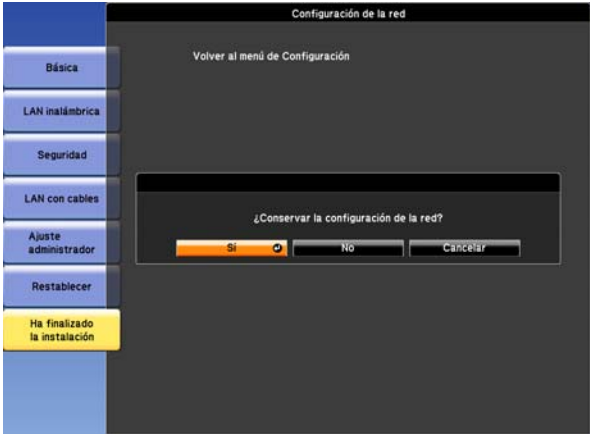 Configuración de la red
Volver al menú de Configuración
Básica
LAN inalámbrica
Seguridad
LAN con cables
Ajuste
administrador
Restablecer
Ha finalizado
la instalación
¿Conservar la configuración de la red?
Sí No Cancelar